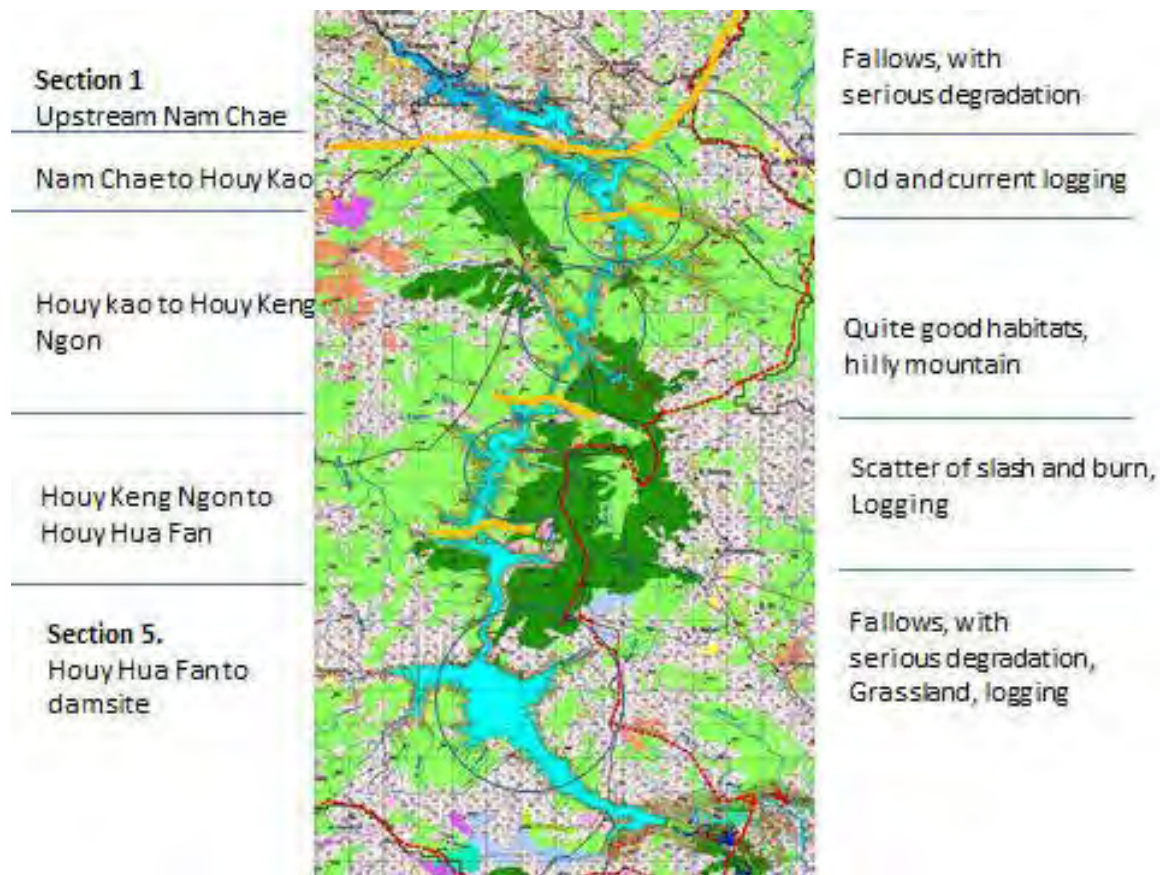 Section 1
Upstream Nam Chae
Nam Chae to Houy Kao
Houy kao to Houy Keng
Ngon
Houy Keng Ngon to
Houy Hua Fan
Section 5.
Houy Hua Fan to
damsite
Fallows, with
serious degradation
Old and current logging
Quite good habitats,
hilly mountain
Scatter of slash and burn,
Logging
Fallows, with
serious degradation,
Grassland, logging